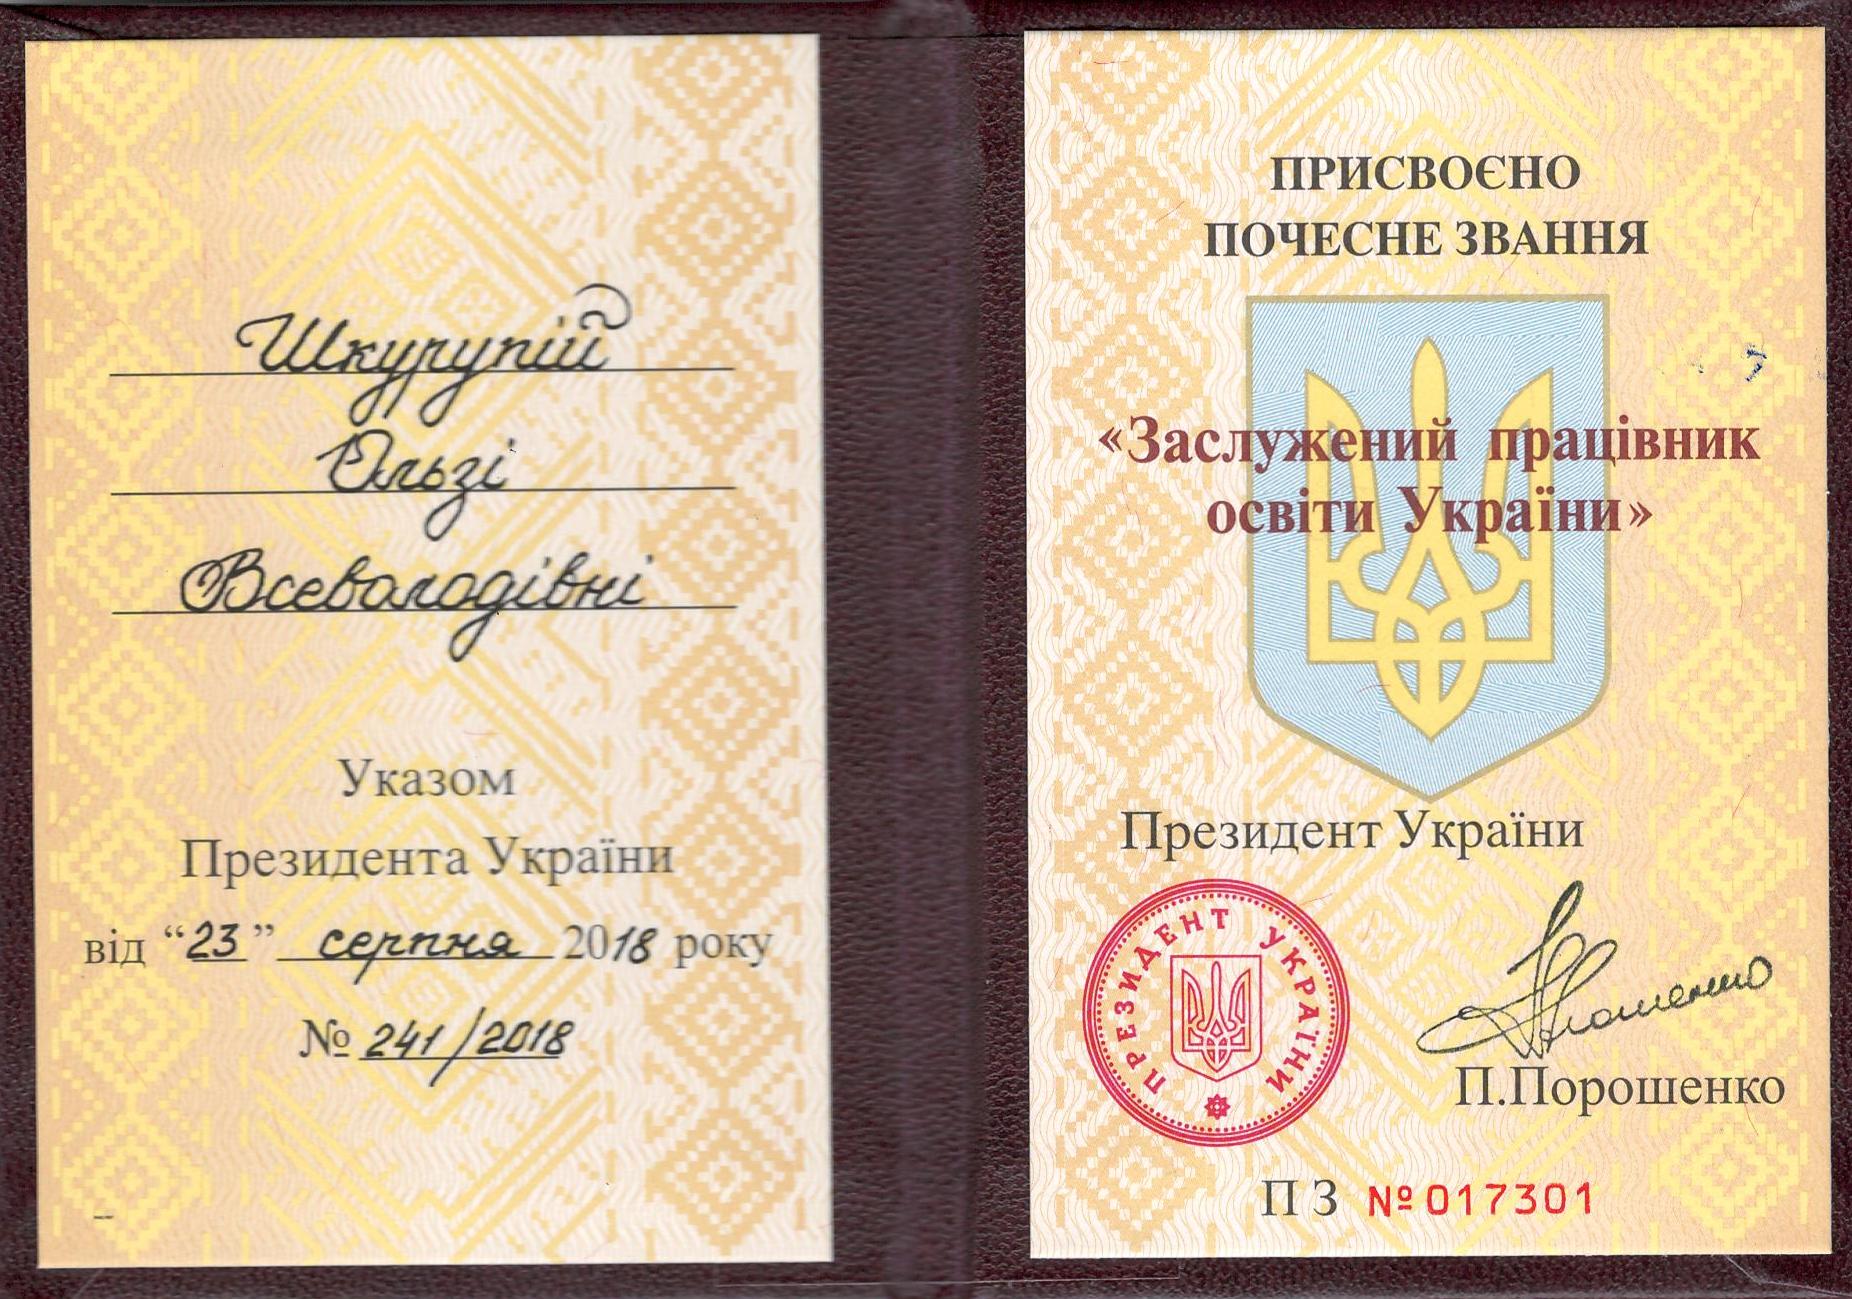 Шкурупій
Ользі
Всеволодівні
Указом
Президента України
від “23” серпня 2018 року
№ 241/2018
ПРИСВОЄНО
ПОЧЕСНЕ ЗВАННЯ
«Заслужений працівник
освіти України»
Президент України
ПРЕЗИДЕНТ УКРАЇНИ
П.Порошенко
ПЗ №017301